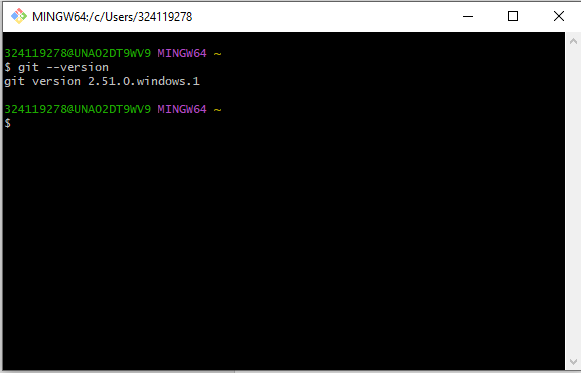 MINGW64:/c/Users/324119278
324119278@UNA02DT9WV9 MINGW64 ~
$ git --version
git version 2.51.0.windows.1
324119278@UNA02DT9WV9 MINGW64 ~
$